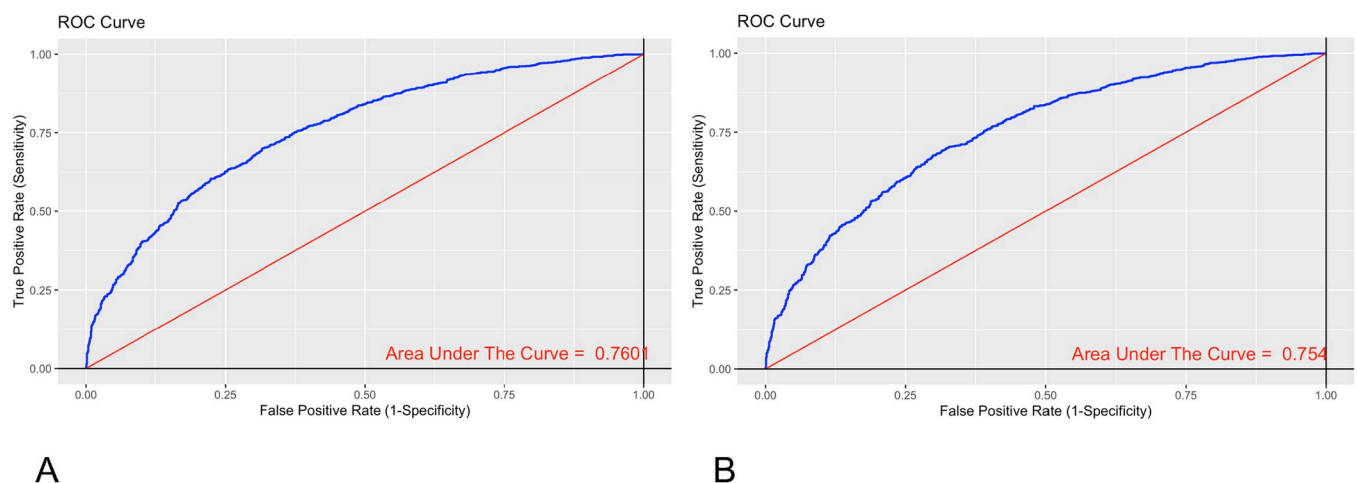 ROC Curve
1.00
0.75
0.50
0.25
0.00
True Positive Rate (Sensitivity)
Area Under The Curve = 0.7601
0.00 0.25 0.50 0.75 1.00
False Positive Rate (1-Specificity)
A
ROC Curve
1.00
0.75
0.50
0.25
0.00
True Positive Rate (Sensitivity)
Area Under The Curve = 0.754
0.00 0.25 0.50 0.75 1.00
False Positive Rate (1-Specificity)
B